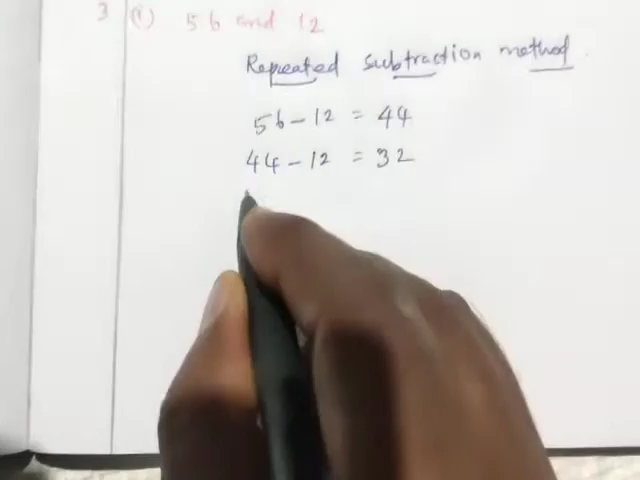 3 (i) 56 and 12
Repeated subtraction method
56 - 12 = 44
44 - 12 = 32